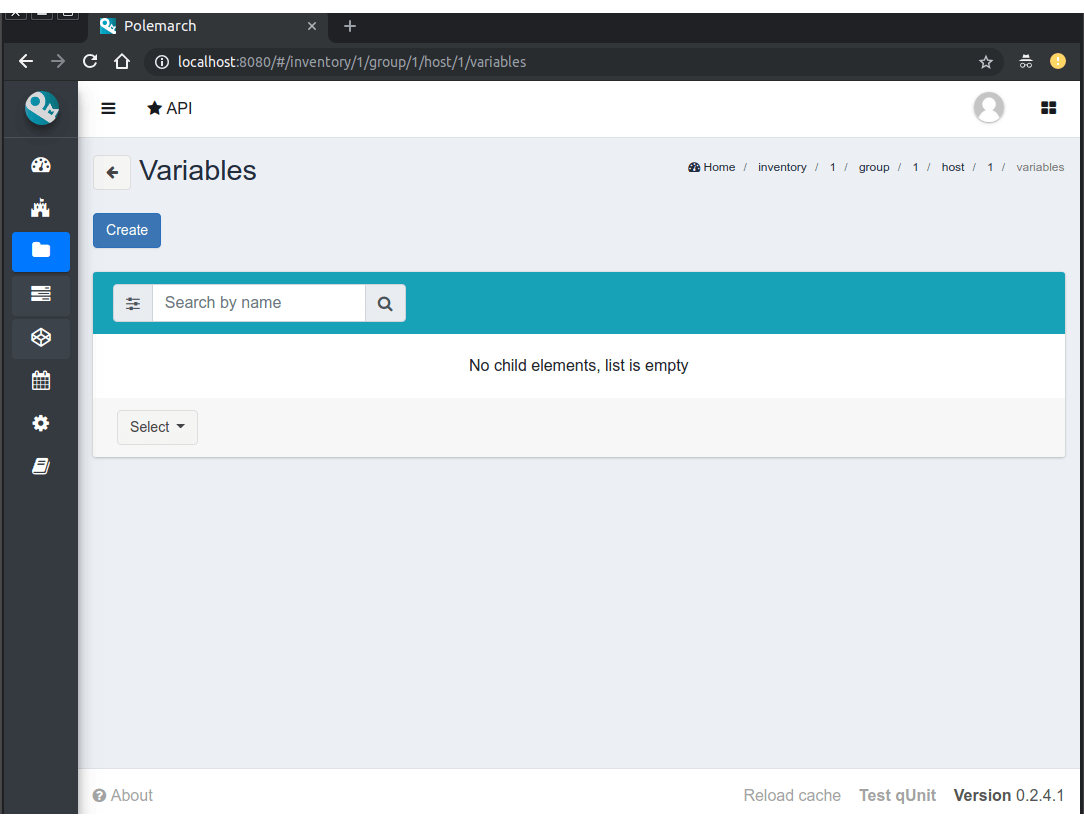 Polemarch
localhost:8080/#/inventory/1/group/1/host/1/variables
API
Variables
Home / inventory / 1 / group / 1 / host / 1 / variables
Create
Search by name
No child elements, list is empty
Select
About
Reload cache Test qUnit Version 0.2.4.1